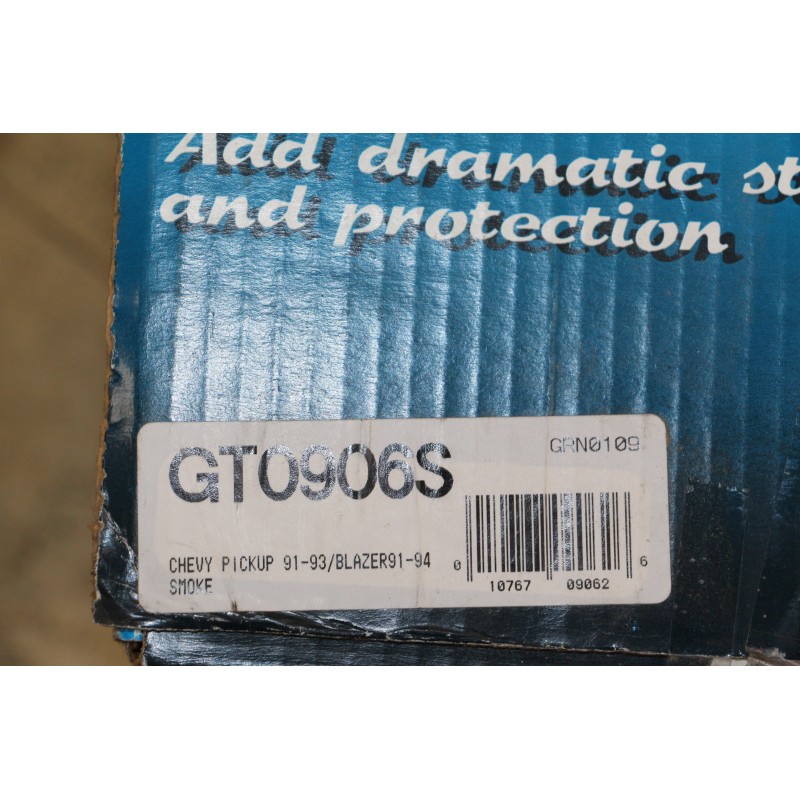 Add dramatic st
and protection
GT0906S
GRN0109
CHEVY PICKUP 91-93/BLAZER91-94
SMOKE
0 10767 09062 6